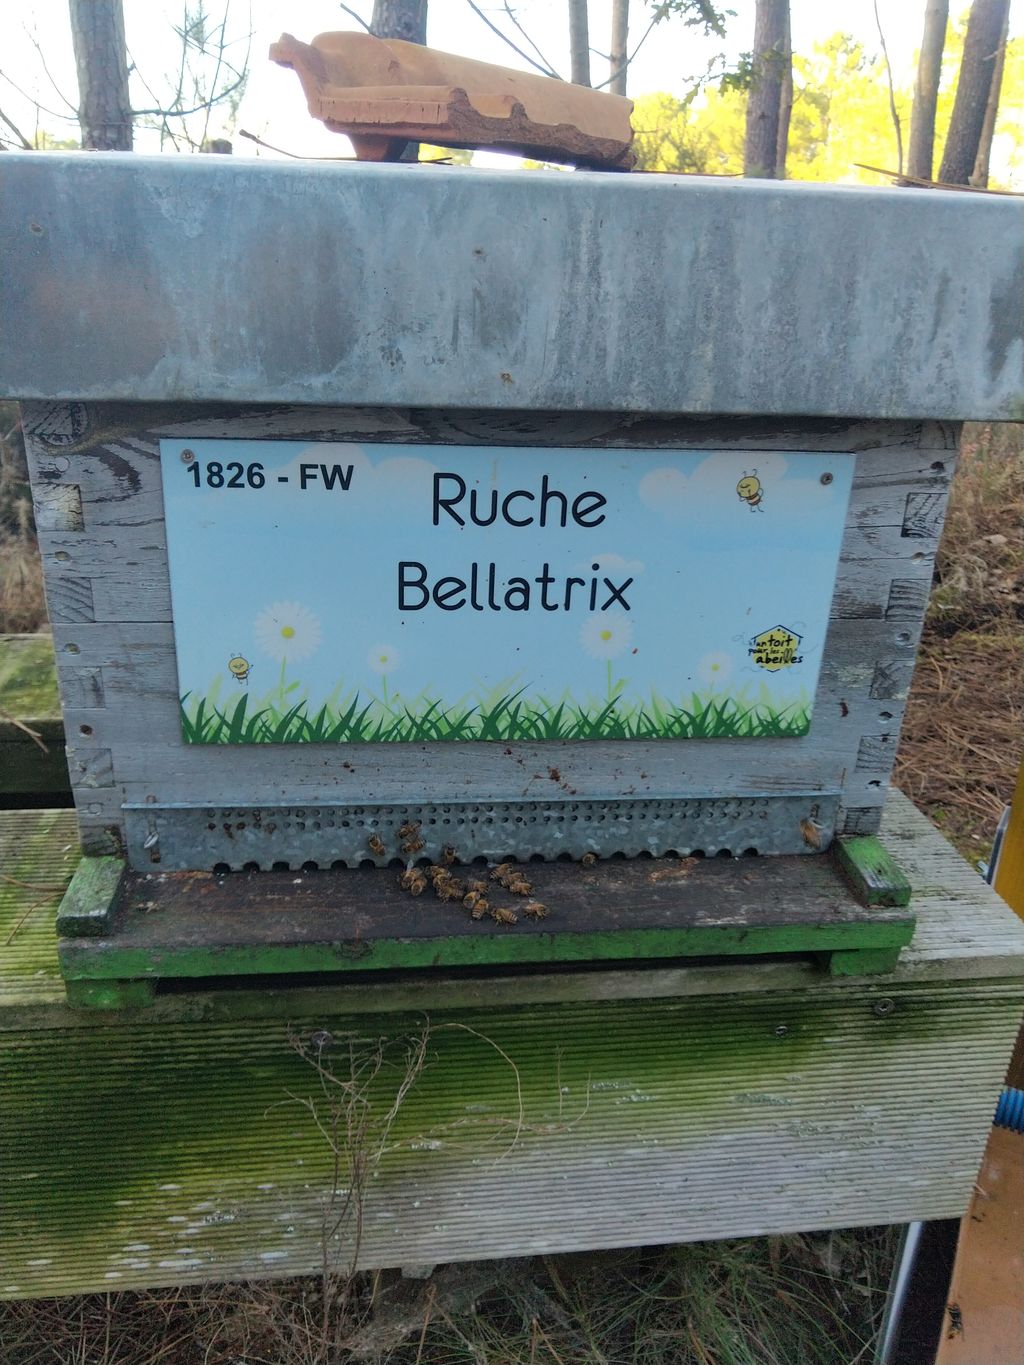 1826 - FW
Ruche
Bellatrix
un toit
pour les
abeilles